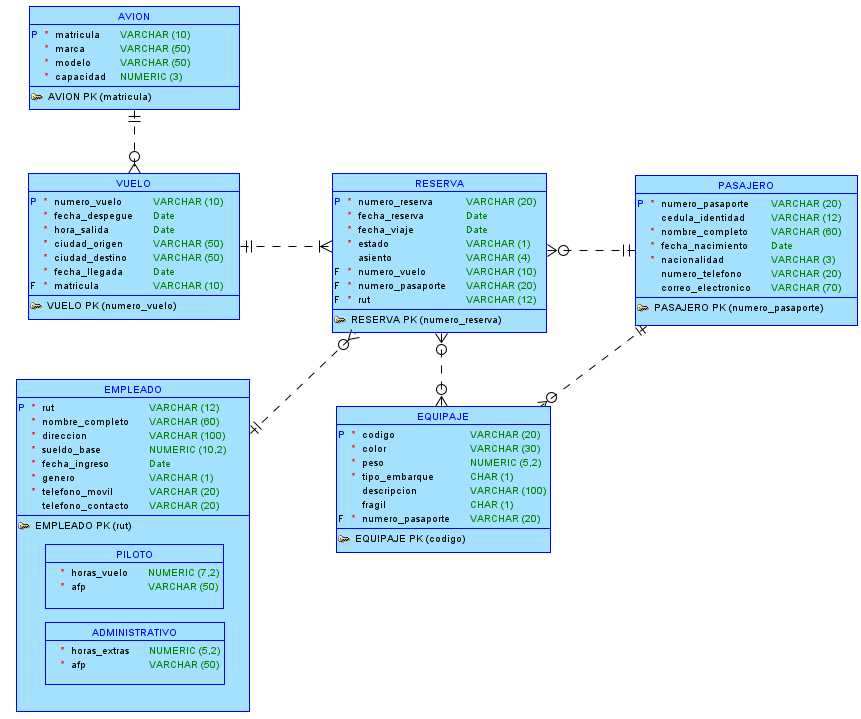 AVION
P * matricula VARCHAR (10)
* marca VARCHAR (50)
* modelo VARCHAR (50)
* capacidad NUMERIC (3)
AVION PK (matricula)
VUELO
P * numero_vuelo VARCHAR (10)
* fecha_despegue Date
* hora_salida Date
* ciudad_origen VARCHAR (50)
* ciudad_destino VARCHAR (50)
* fecha_llegada Date
F * matricula VARCHAR (10)
VUELO PK (numero_vuelo)
RESERVA
P * numero_reserva VARCHAR (20)
* fecha_reserva Date
* fecha_viaje Date
* estado VARCHAR (1)
asiento VARCHAR (4)
F * numero_vuelo VARCHAR (10)
F * numero_pasaporte VARCHAR (20)
F * rut VARCHAR (12)
RESERVA PK (numero_reserva)
PASAJERO
P * numero_pasaporte VARCHAR (20)
cedula_identidad VARCHAR (12)
* nombre_completo VARCHAR (60)
* fecha_nacimiento Date
* nacionalidad VARCHAR (3)
numero_telefono VARCHAR (20)
correo_electronico VARCHAR (70)
PASAJERO PK (numero_pasaporte)
EMPLEADO
P * rut VARCHAR (12)
* nombre_completo VARCHAR (60)
* direccion VARCHAR (100)
* sueldo_base NUMERIC (10,2)
* fecha_ingreso Date
* genero VARCHAR (1)
* telefono_movil VARCHAR (20)
telefono_contacto VARCHAR (20)
EMPLEADO PK (rut)
PILOTO
* horas_vuelo NUMERIC (7,2)
* afp VARCHAR (50)
ADMINISTRATIVO
* horas_extras NUMERIC (5,2)
* afp VARCHAR (50)
EQUIPAJE
P * codigo VARCHAR (20)
* color VARCHAR (30)
* peso NUMERIC (5,2)
* tipo_embarque CHAR (1)
descripcion VARCHAR (100)
fragil CHAR (1)
F * numero_pasaporte VARCHAR (20)
EQUIPAJE PK (codigo)